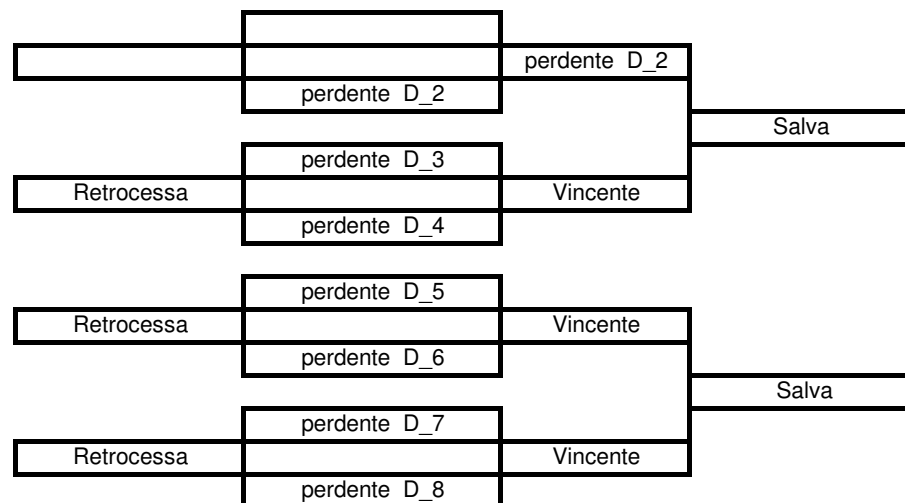 perdente D_2
perdente D_2
Salva
perdente D_3
Retrocessa Vincente
perdente D_4
perdente D_5
Retrocessa Vincente
perdente D_6
Salva
perdente D_7
Retrocessa Vincente
perdente D_8